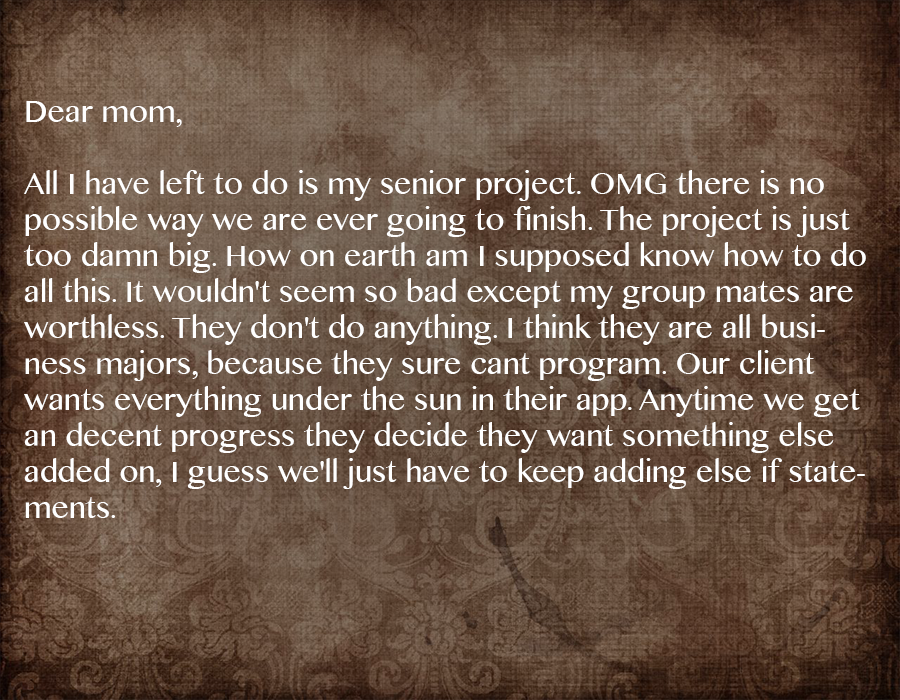 Dear mom,
All I have left to do is my senior project. OMG there is no
possible way we are ever going to finish. The project is just
too damn big. How on earth am I supposed know how to do
all this. It wouldn't seem so bad except my group mates are
worthless. They don't do anything. I think they are all busi-
ness majors, because they sure cant program. Our client
wants everything under the sun in their app. Anytime we get
an decent progress they decide they want something else
added on, I guess we'll just have to keep adding else if state-
ments.